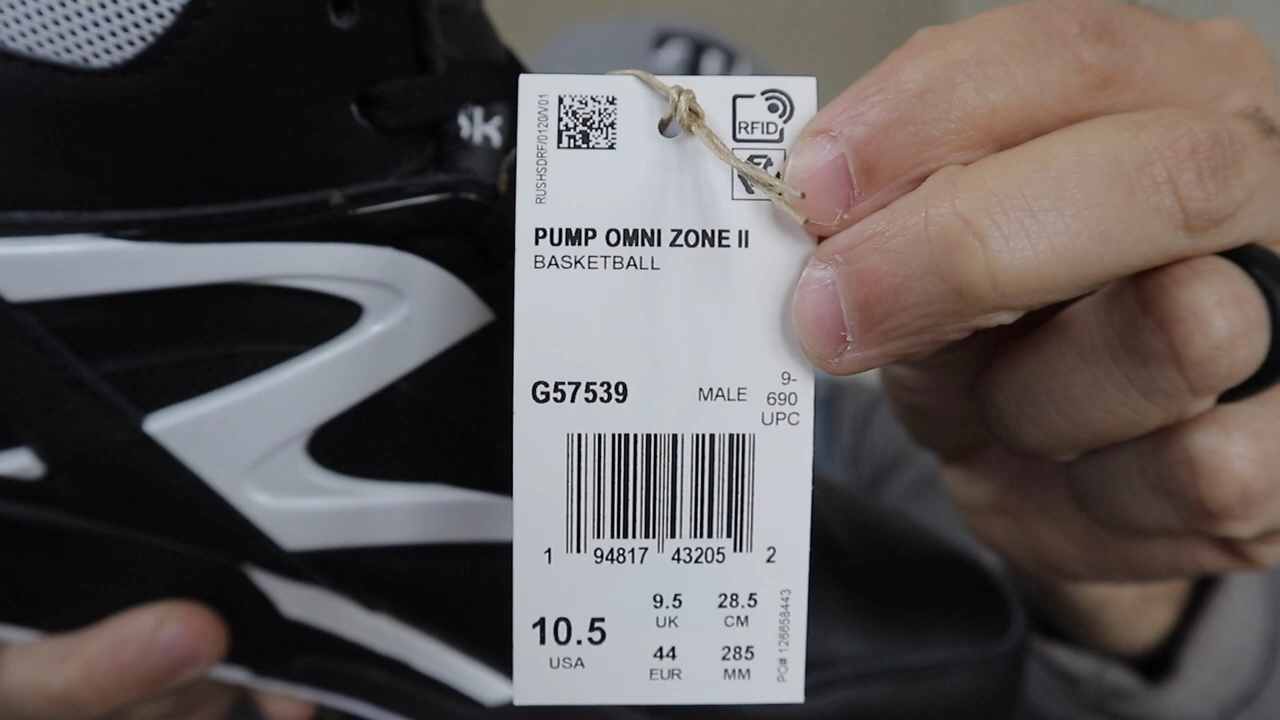 RUSHSDRF/0120/V01
RFID
PUMP OMNI ZONE II
BASKETBALL
G57539
MALE
9-
690
UPC
1 94817 43205 2
10.5
USA
9.5
UK
28.5
CM
44
EUR
285
MM
PO# 126658443